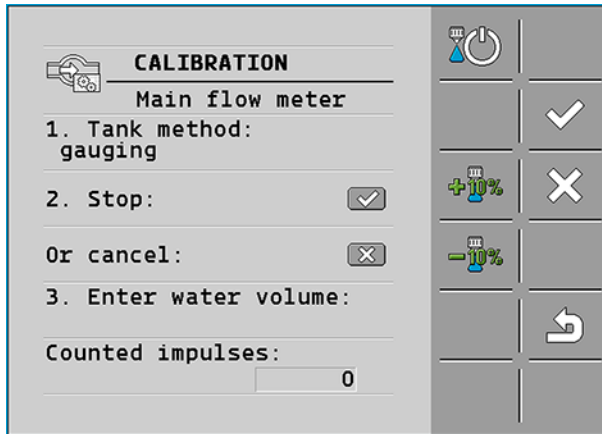 CALIBRATION
Main flow meter
1. Tank method:
gauging
2. Stop:
Or cancel:
3. Enter water volume:
Counted impulses:
0
+10%
-10%